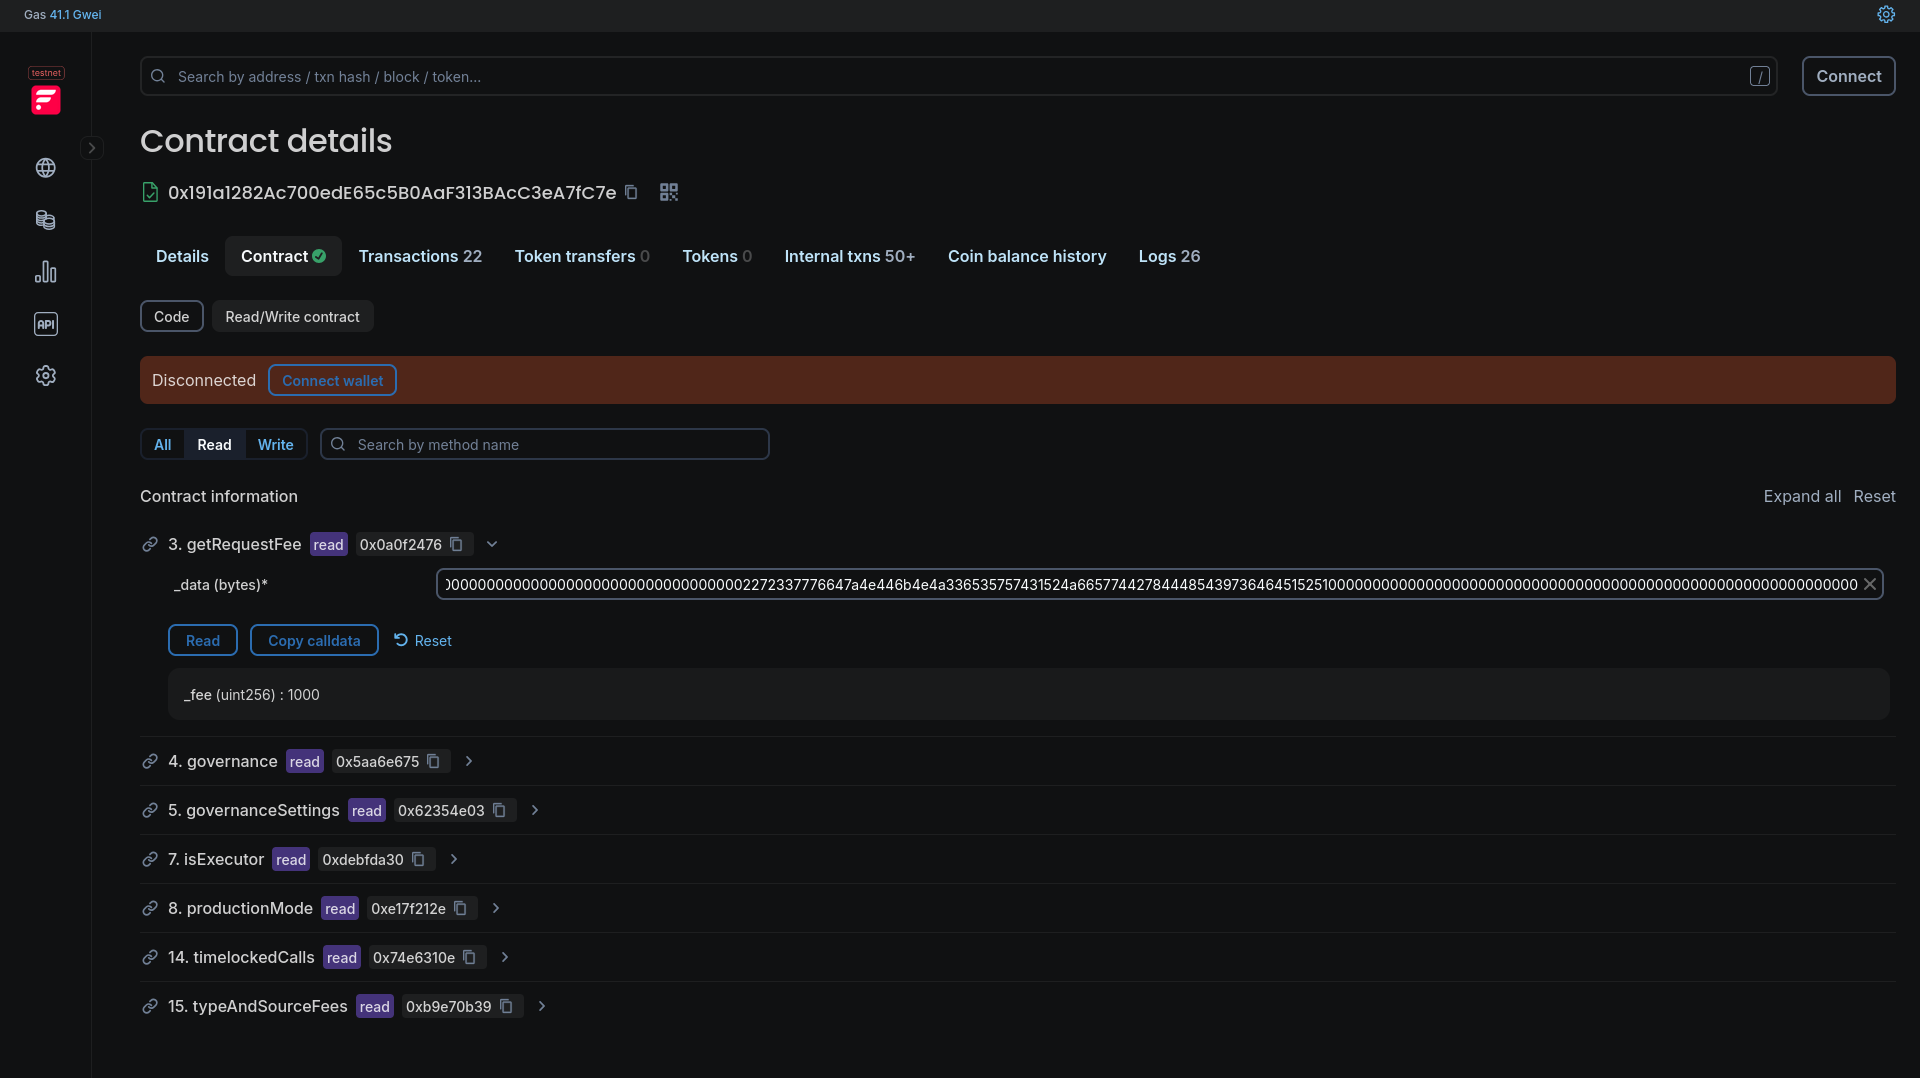 Gas 41.1 Gwei
testnet
Search by address / txn hash / block / token...
/
Connect
Contract details
0x191a1282Ac700edE65c5B0AaF313BAcC3eA7fC7e
Details
Contract
Transactions 22
Token transfers 0
Tokens 0
Internal txns 50+
Coin balance history
Logs 26
API
Code
Read/Write contract
Disconnected
Connect wallet
All
Read
Write
Search by method name
Contract information
Expand all
Reset
3. getRequestFee read 0x0a0f2476
_data (bytes)*
Read
Copy calldata
Reset
_fee (uint256) : 1000
4. governance read 0x5aa6e675
5. governanceSettings read 0x62354e03
7. isExecutor read 0xdebfda30
8. productionMode read 0xe17f212e
14. timelockedCalls read 0x74e6310e
15. typeAndSourceFees read 0xb9e70b39